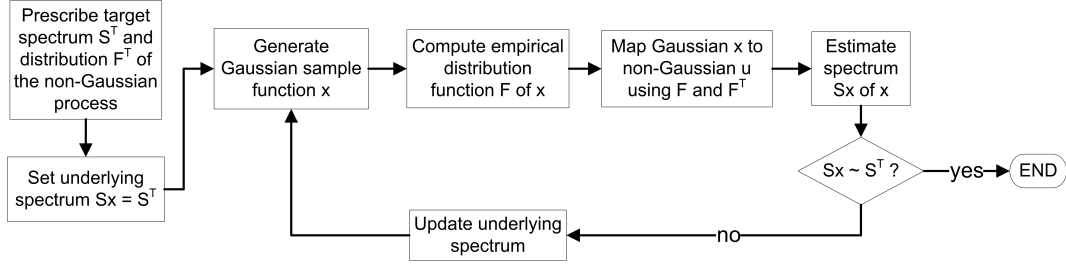 Prescribe target
spectrum S^T and
distribution F^T of
the non-Gaussian
process
Set underlying
spectrum Sx = S^T
Generate
Gaussian sample
function x
Compute empirical
distribution
function F of x
Map Gaussian x to
non-Gaussian u
using F and F^T
Estimate
spectrum
Sx of x
Sx ~ S^T ?
yes
END
no
Update underlying
spectrum